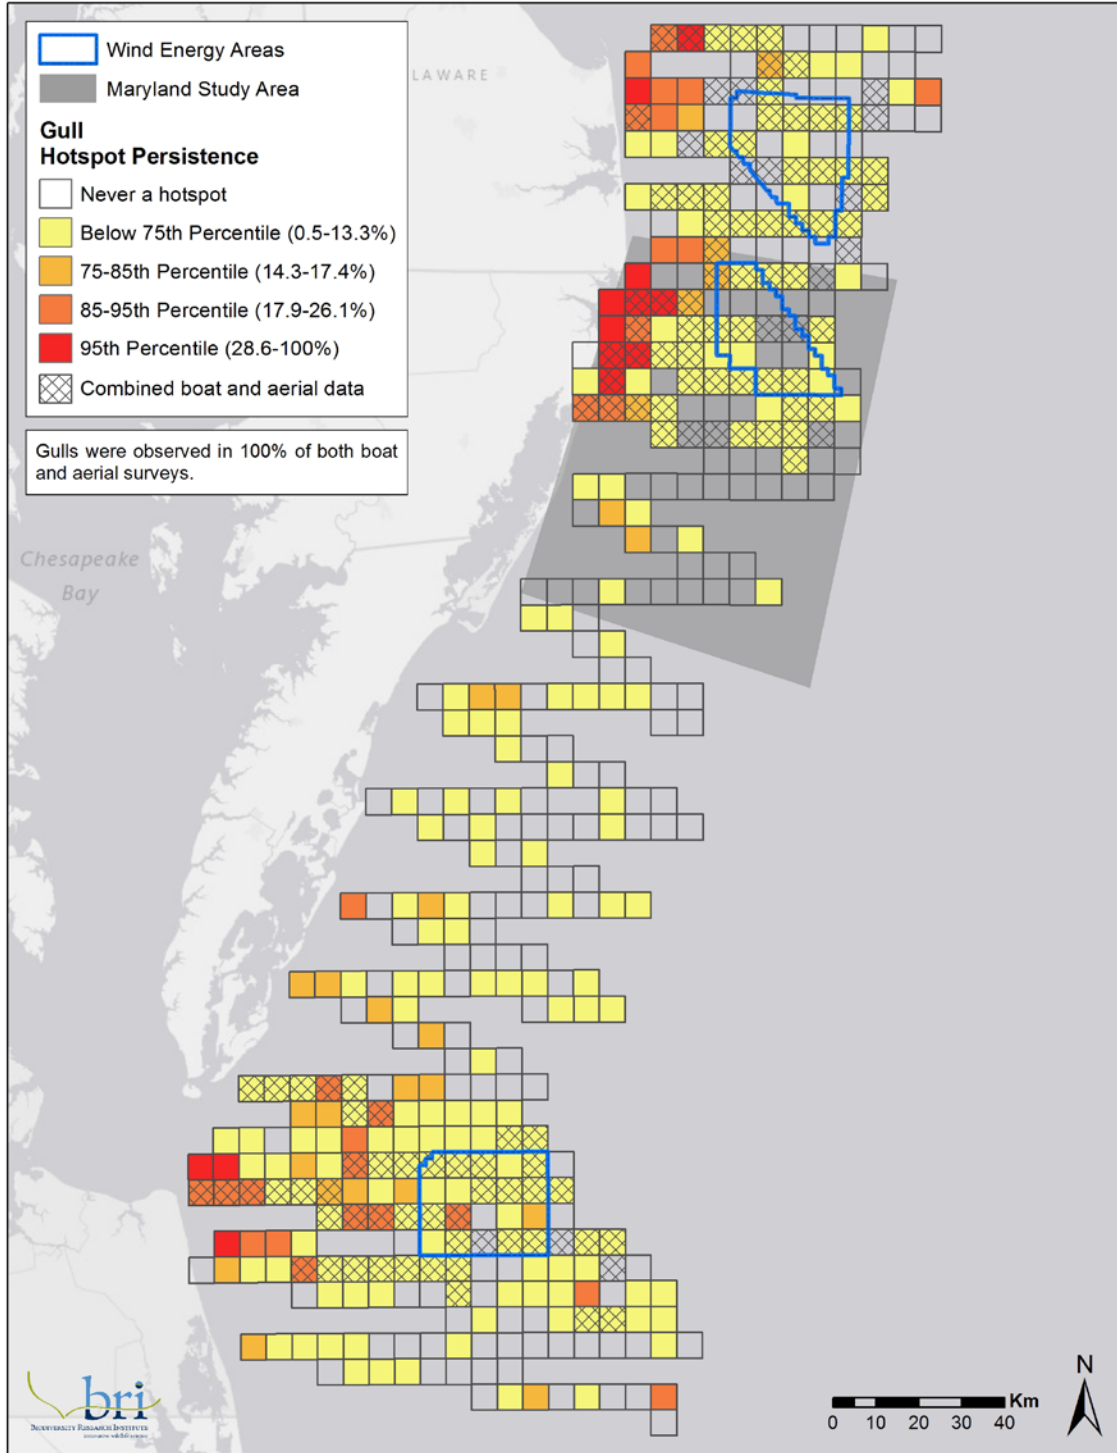 Wind Energy Areas
Maryland Study Area
Gull
Hotspot Persistence
Never a hotspot
Below 75th Percentile (0.5-13.3%)
75-85th Percentile (14.3-17.4%)
85-95th Percentile (17.9-26.1%)
95th Percentile (28.6-100%)
Combined boat and aerial data
Gulls were observed in 100% of both boat
and aerial surveys.
LAWARE
Chesapeake
Bay
bri
BIODIVERSITY RESEARCH INSTITUTE
N
Km
0 10 20 30 40